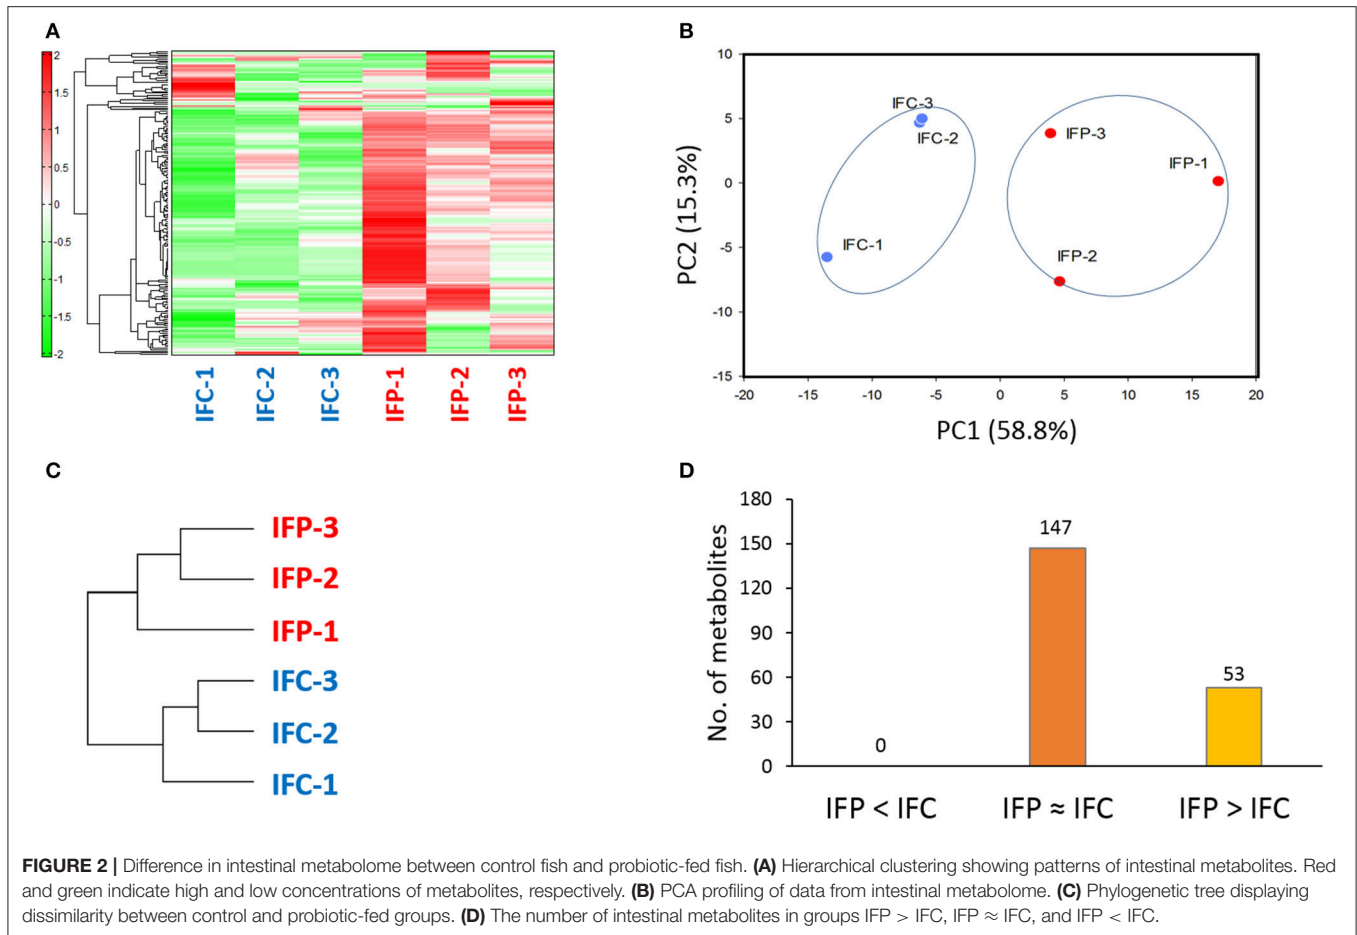 A
2
1.5
1
0.5
0
-0.5
-1
-1.5
-2
IFC-1
IFC-2
IFC-3
IFP-1
IFP-2
IFP-3
B
10
5
0
-5
-10
-15
PC2 (15.3%)
IFC-3
IFC-2
IFC-1
IFP-3
IFP-1
IFP-2
-20
-15
-10
-5
0
5
10
15
20
PC1 (58.8%)
C
IFP-3
IFP-2
IFP-1
IFC-3
IFC-2
IFC-1
D
No. of metabolites
180
150
120
90
60
30
0
0
147
53
IFP < IFC
IFP ≈ IFC
IFP > IFC
FIGURE 2 | Difference in intestinal metabolome between control fish and probiotic-fed fish. (A) Hierarchical clustering showing patterns of intestinal metabolites. Red
and green indicate high and low concentrations of metabolites, respectively. (B) PCA profiling of data from intestinal metabolome. (C) Phylogenetic tree displaying
dissimilarity between control and probiotic-fed groups. (D) The number of intestinal metabolites in groups IFP > IFC, IFP ≈ IFC, and IFP < IFC.